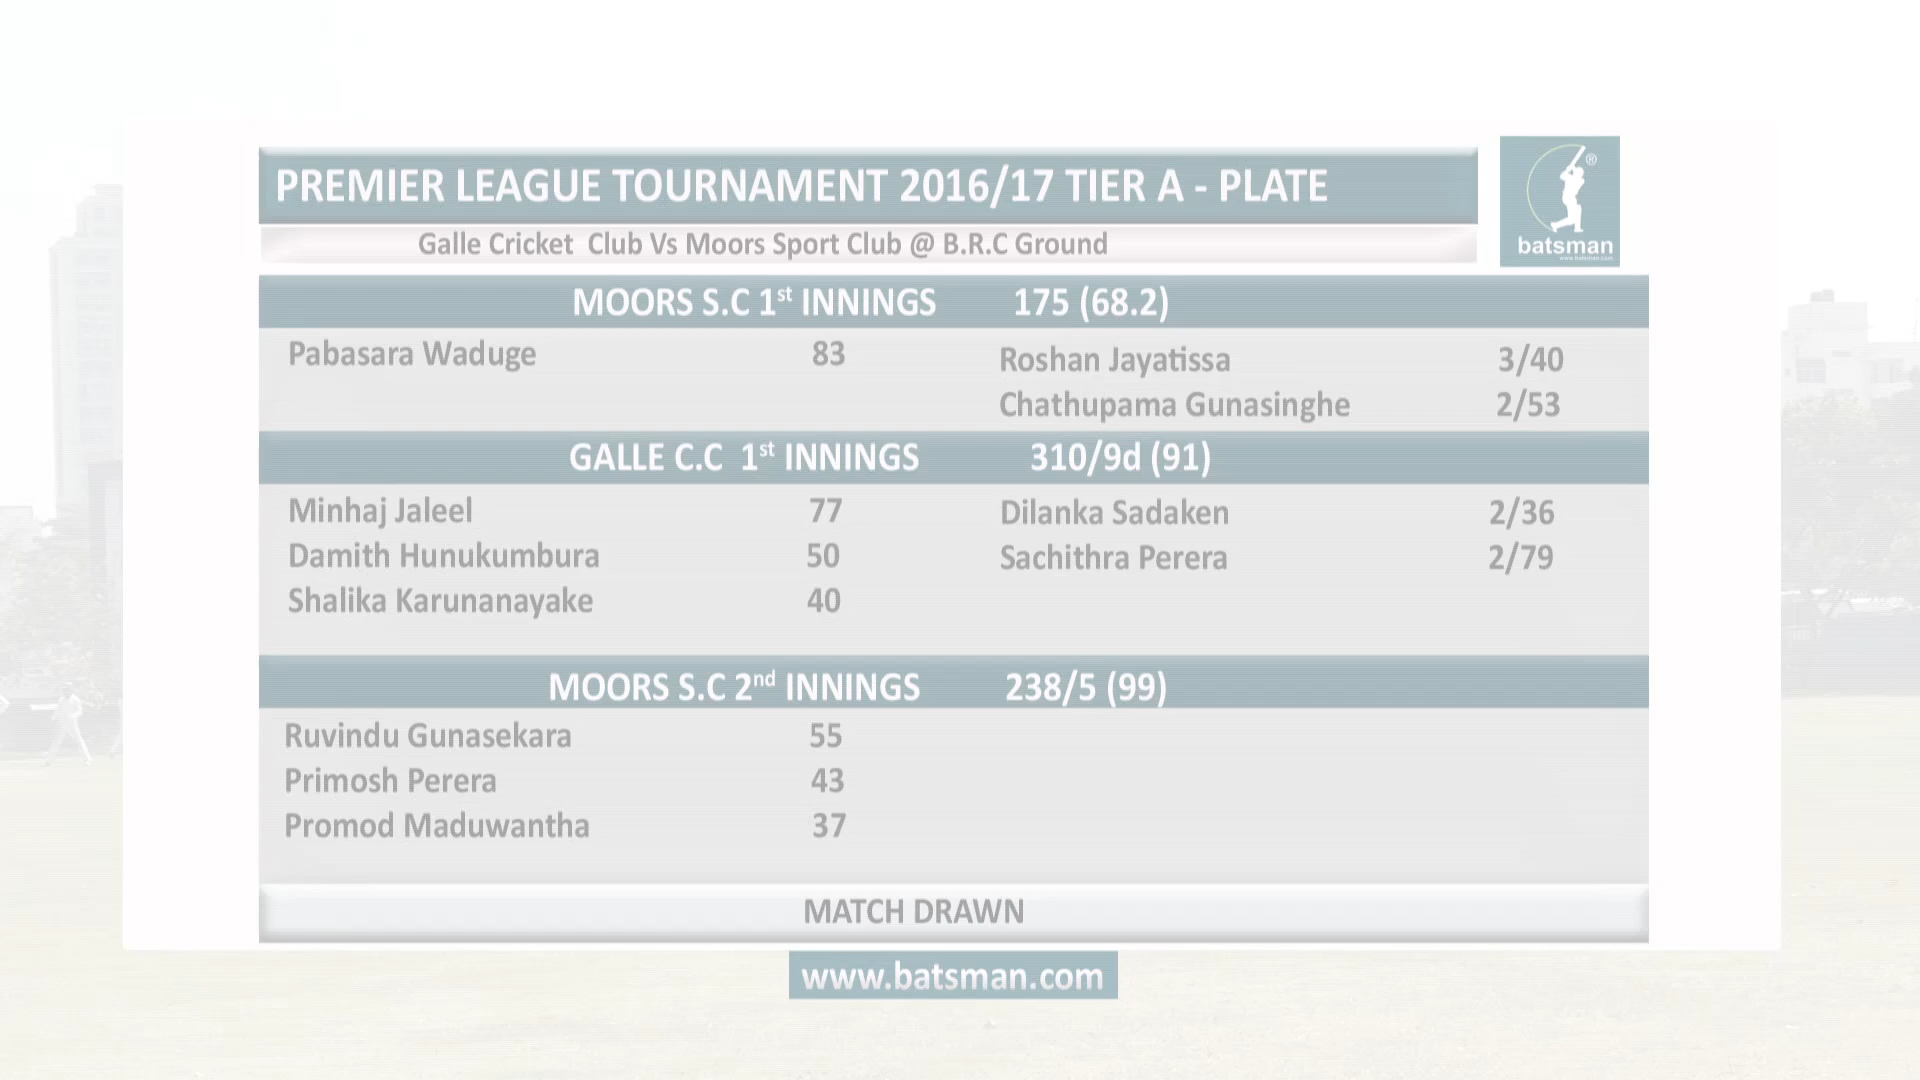 PREMIER LEAGUE TOURNAMENT 2016/17 TIER A - PLATE
®
batsman
www.batsman.com
Galle Cricket Club Vs Moors Sport Club @ B.R.C Ground
MOORS S.C 1st INNINGS 175 (68.2)
Pabasara Waduge 83 Roshan Jayatissa 3/40
Chathupama Gunasinghe 2/53
GALLE C.C 1st INNINGS 310/9d (91)
Minhaj Jaleel 77 Dilanka Sadaken 2/36
Damith Hunukumbura 50 Sachithra Perera 2/79
Shalika Karunanayake 40
MOORS S.C 2nd INNINGS 238/5 (99)
Ruvindu Gunasekara 55
Primosh Perera 43
Promod Maduwantha 37
MATCH DRAWN
www.batsman.com